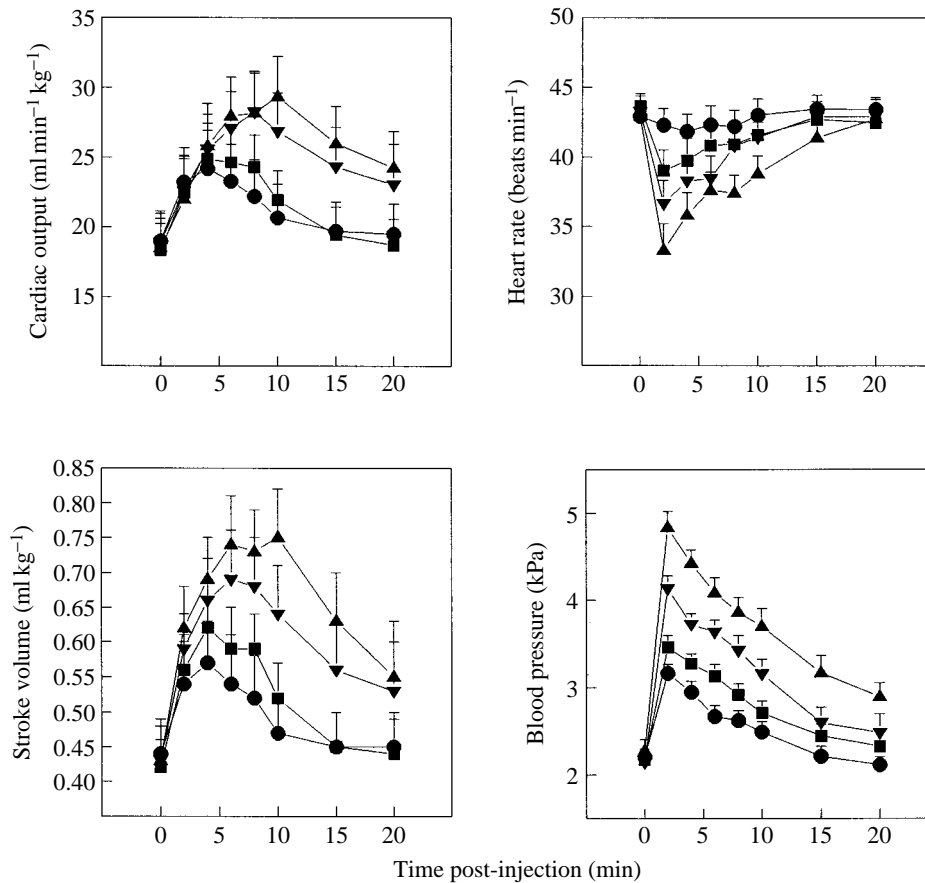 Cardiac output (ml min⁻¹ kg⁻¹)
35
30
25
20
15
0 5 10 15 20
Heart rate (beats min⁻¹)
50
45
40
35
30
0 5 10 15 20
Stroke volume (ml kg⁻¹)
0.85
0.80
0.75
0.70
0.65
0.60
0.55
0.50
0.45
0.40
0 5 10 15 20
Blood pressure (kPa)
5
4
3
2
0 5 10 15 20
Time post-injection (min)